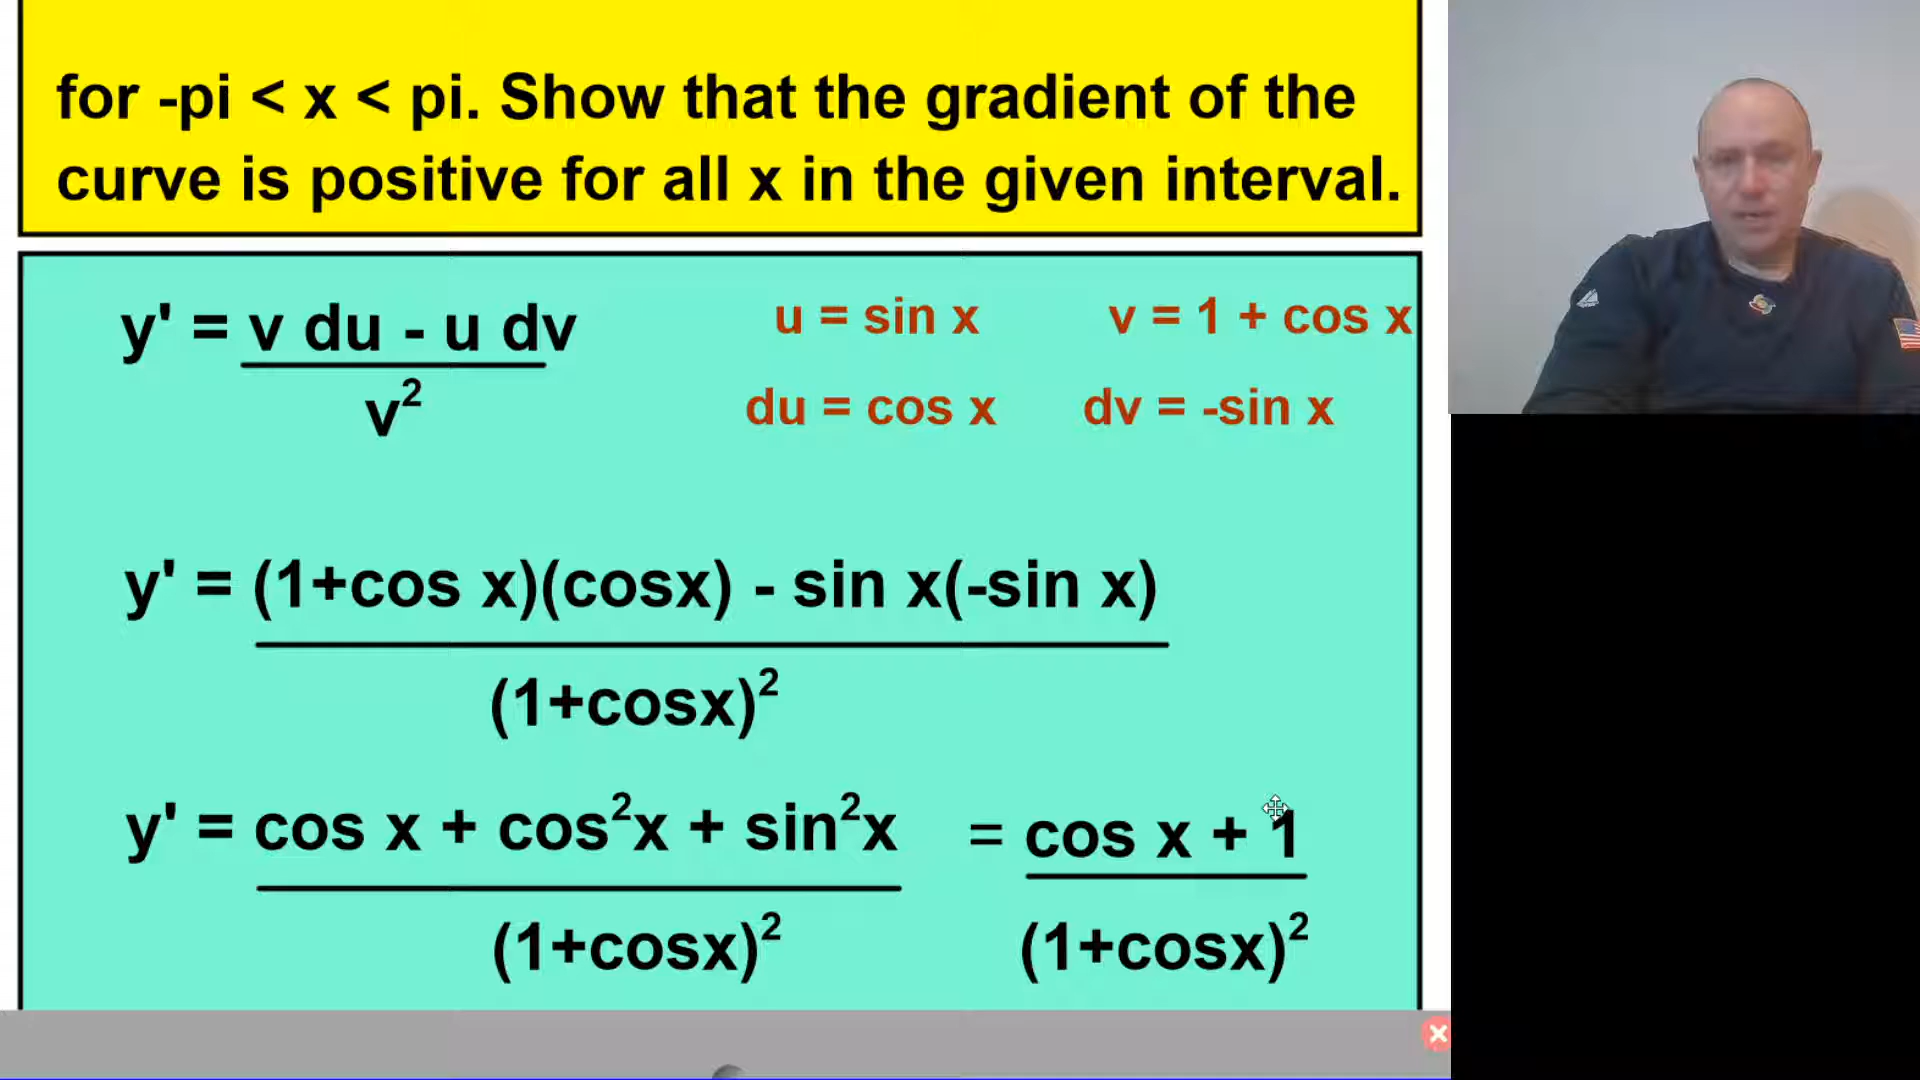 for -pi < x < pi. Show that the gradient of the
curve is positive for all x in the given interval.
y' = v du - u dv
v²
u = sin x
v = 1 + cos x
du = cos x
dv = -sin x
y' = (1+cos x)(cosx) - sin x(-sin x)
(1+cosx)²
y' = cos x + cos²x + sin²x = cos x + 1
(1+cosx)² (1+cosx)²